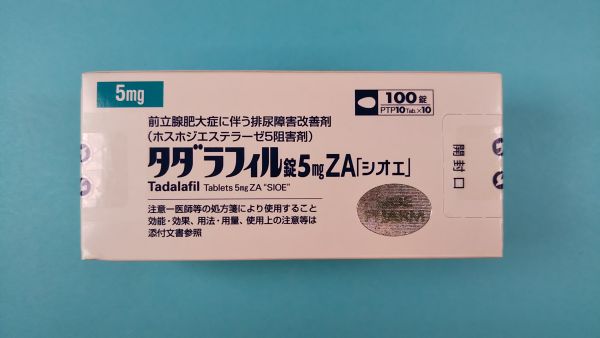 5mg
100錠
PTP10Tab.×10
前立腺肥大症に伴う排尿障害改善剤
(ホスホジエステラーゼ5阻害剤)
タダラフィル錠5mgZA「シオエ」
Tadalafil Tablets 5mg ZA "SIOE"
開封口
注意-医師等の処方箋により使用すること
効能・効果、用法・用量、使用上の注意等は
添付文書参照
PHARM